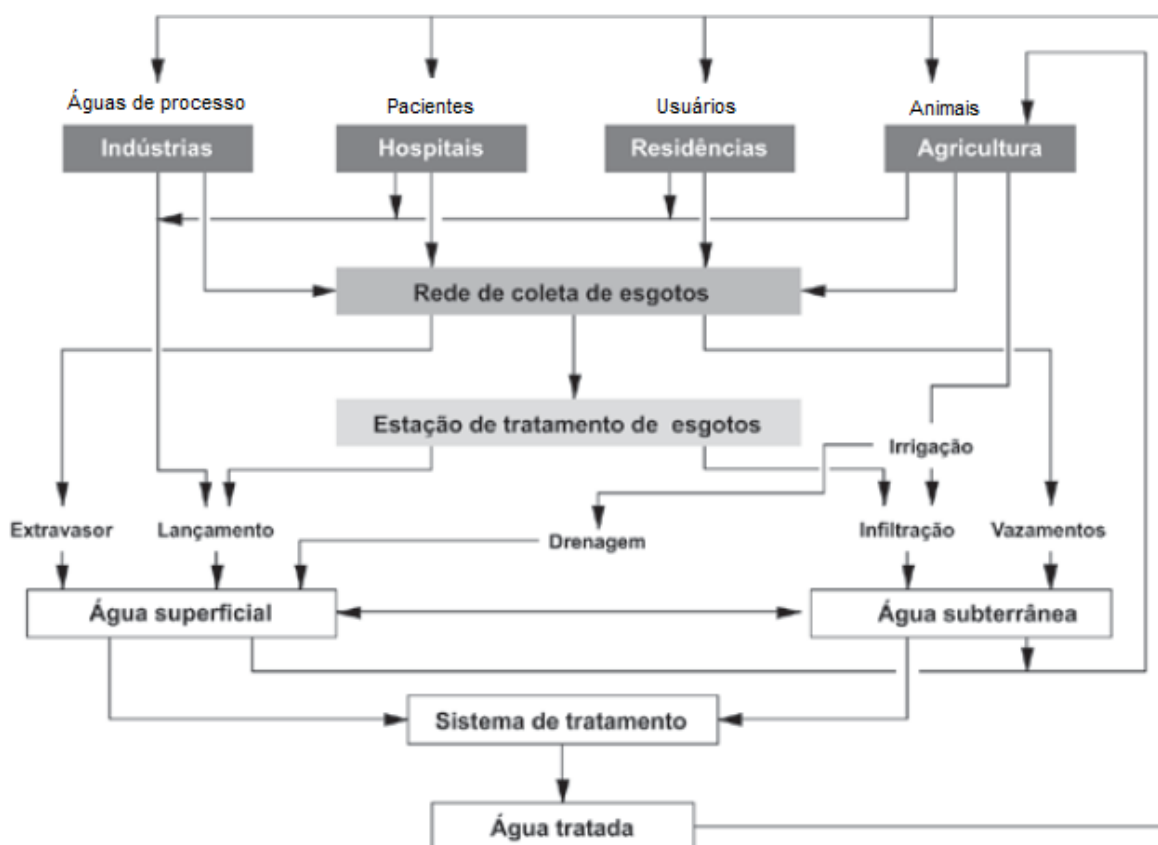 Águas de processo
Pacientes
Usuários
Animais
Indústrias
Hospitais
Residências
Agricultura
Rede de coleta de esgotos
Estação de tratamento de esgotos
Irrigação
Extravasor
Lançamento
Drenagem
Infiltração
Vazamentos
Água superficial
Água subterrânea
Sistema de tratamento
Água tratada